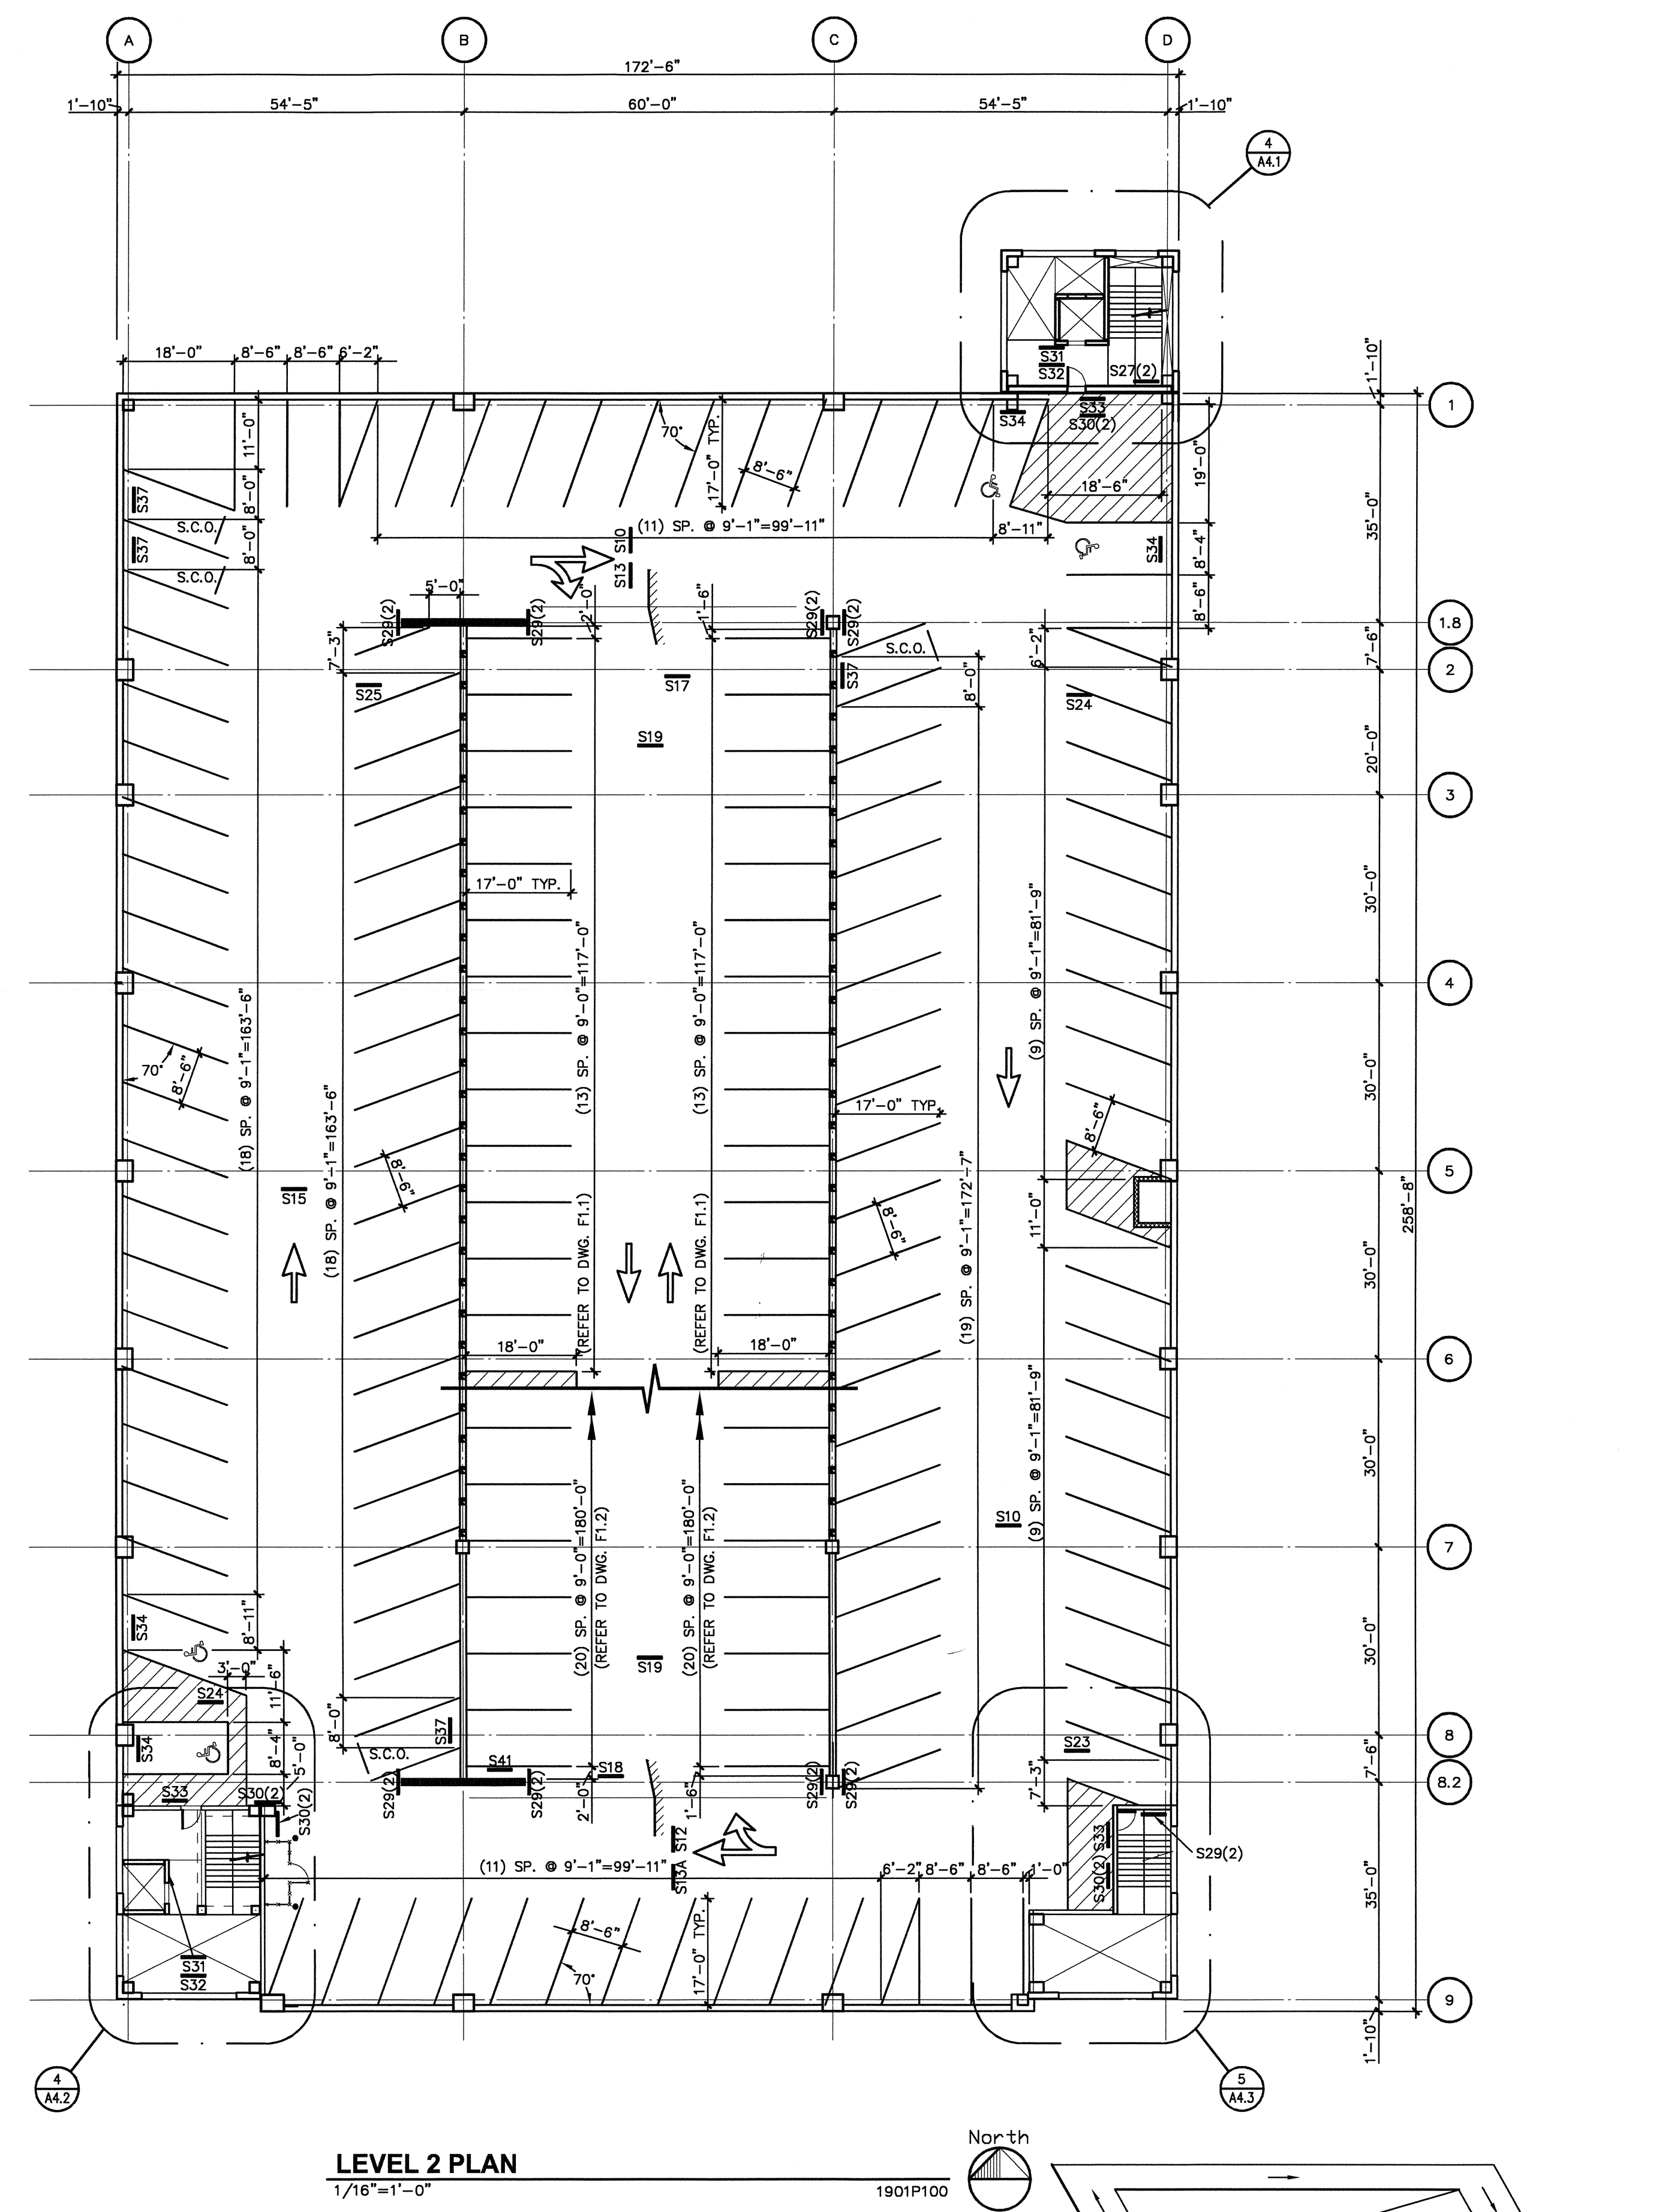 A B C D
172'-6"
1'-10" 54'-5" 60'-0" 54'-5" 1'-10"
4
A4.1
S31
S32 S27(2)
18'-0" 8'-6" 8'-6" 6'-2"
1'-10"
1
S33
S34 S30(2)
11'-0"
70°
17'-0" TYP.
8'-6"
18'-6"
19'-0"
35'-0"
S37
8'-0"
S.C.O.
(11) SP. @ 9'-1"=99'-11" 8'-11"
S37
8'-0"
S10
S34
8'-4"
S.C.O.
S13
5'-0"
2'-0"
1'-6"
8'-6"
S29(2)
S29(2)
S29(2)
S29(2)
1.8
7'-3"
S.C.O.
6'-2"
7'-6"
2
S25
S17
S37
8'-0"
S24
S19
20'-0"
3
17'-0" TYP.
30'-0"
(13) SP. @ 9'-0"=117'-0"
(13) SP. @ 9'-0"=117'-0"
(9) SP. @ 9'-1"=81'-9"
4
(18) SP. @ 9'-1"=163'-6"
70°
8'-6"
30'-0"
(18) SP. @ 9'-1"=163'-6"
17'-0" TYP.
8'-6"
8'-6"
5
S15
(REFER TO DWG. F1.1)
(REFER TO DWG. F1.1)
8'-6"
(19) SP. @ 9'-1"=172'-7"
11'-0"
258'-8"
30'-0"
18'-0" 18'-0"
6
(9) SP. @ 9'-1"=81'-9"
30'-0"
(20) SP. @ 9'-0"=180'-0"
(REFER TO DWG. F1.2)
(20) SP. @ 9'-0"=180'-0"
(REFER TO DWG. F1.2)
S10
7
S34
8'-11"
30'-0"
3'-0"
11'-6"
S24
S19
S34
8'-4"
8'-0"
S37
S.C.O.
S41
S18
S23
8
7'-6"
5'-0"
S33 S30(2)
S30(2)
S29(2)
S29(2)
2'-0"
1'-6"
S29(2)
S29(2)
7'-3"
8.2
S12
S13A
S33
S30(2)
S29(2)
(11) SP. @ 9'-1"=99'-11" 6'-2" 8'-6" 8'-6" 1'-0"
35'-0"
8'-6"
17'-0" TYP.
70°
S31
S32
9
1'-10"
4
A4.2
5
A4.3
North
LEVEL 2 PLAN
1/16"=1'-0" 1901P100